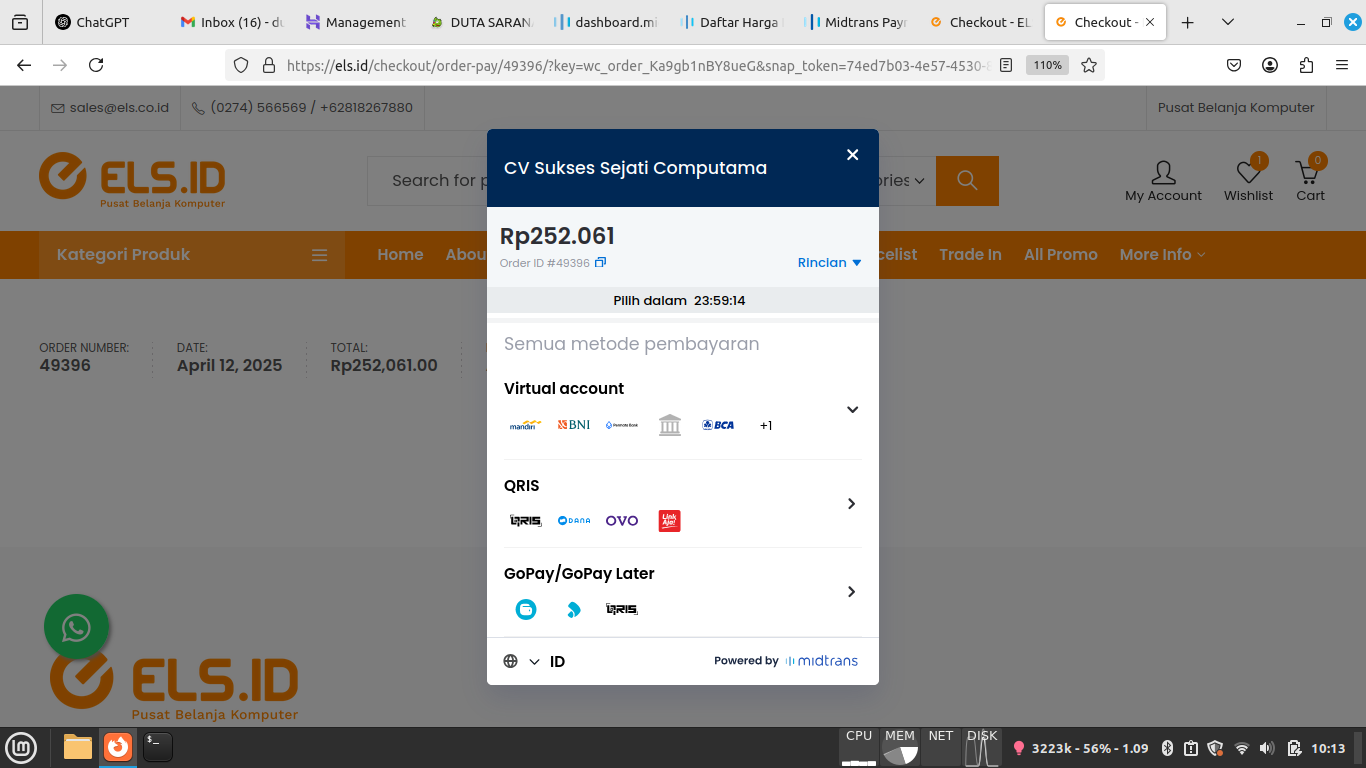 ChatGPT
Inbox (16) - du
Management
DUTA SARANA
dashboard.mi
Daftar Harga
Midtrans Payr
Checkout - EL
Checkout -
https://els.id/checkout/order-pay/49396/?key=wc_order_Ka9gb1nBY8ueG&snap_token=74ed7b03-4e57-4530-8
110%
sales@els.co.id
(0274) 566569 / +62818267880
Pusat Belanja Komputer
ELS.ID
Pusat Belanja Komputer
Search for p
ories
My Account
1
Wishlist
0
Cart
Kategori Produk
Home
Abou
celist
Trade In
All Promo
More Info
ORDER NUMBER:
49396
DATE:
April 12, 2025
TOTAL:
Rp252,061.00
CV Sukses Sejati Computama
Rp252.061
Order ID #49396
Rincian
Pilih dalam 23:59:14
Semua metode pembayaran
Virtual account
mandiri
BNI
PermataBank
BCA
+1
QRIS
QRIS
DANA
OVO
LinkAja!
GoPay/GoPay Later
QRIS
ID
Powered by midtrans
ELS.ID
Pusat Belanja Komputer
CPU
MEM
NET
DISK
3223k - 56% - 1.09
10:13